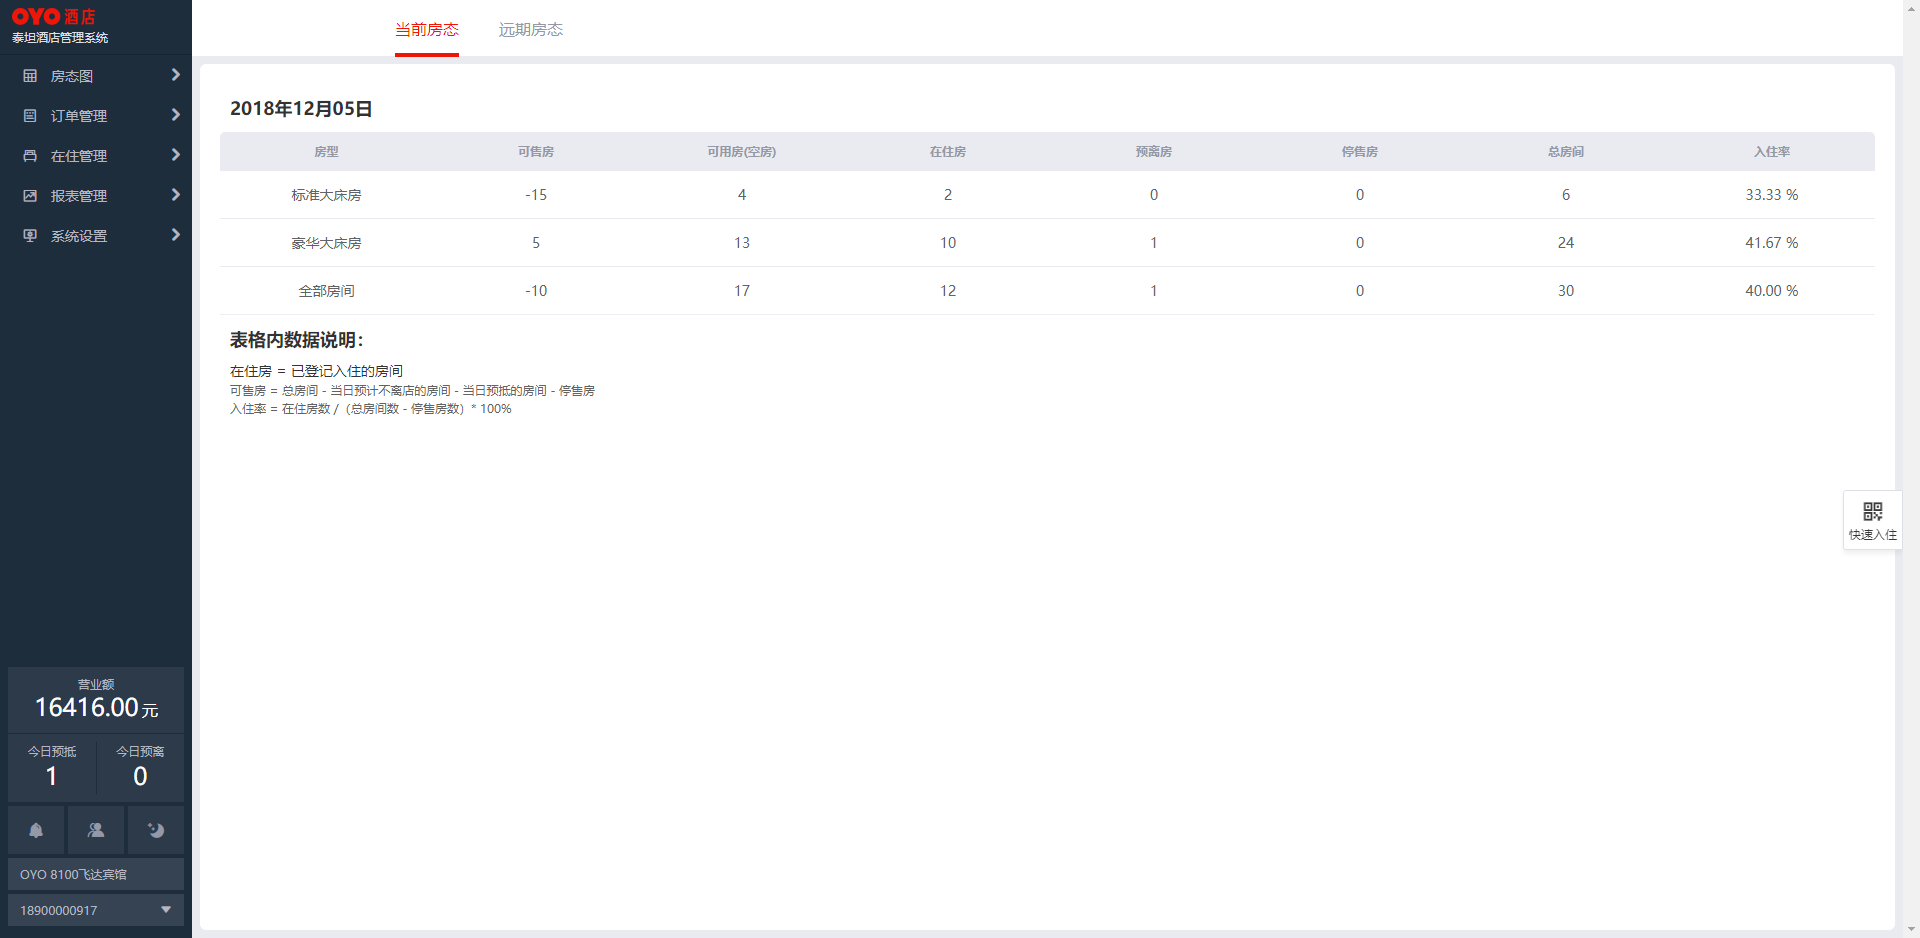 OYO 酒店
泰坦酒店管理系统
房态图
订单管理
在住管理
报表管理
系统设置
营业额
16416.00 元
今日预抵 今日预离
1 0
OYO 8100飞达宾馆
18900000917
当前房态 远期房态
2018年12月05日
房型 可售房 可用房(空房) 在住房 预离房 停售房 总房间 入住率
标准大床房 -15 4 2 0 0 6 33.33 %
豪华大床房 5 13 10 1 0 24 41.67 %
全部房间 -10 17 12 1 0 30 40.00 %
表格内数据说明：
在住房 = 已登记入住的房间
可售房 = 总房间 - 当日预计不离店的房间 - 当日预抵的房间 - 停售房
入住率 = 在住房数 /（总房间数 - 停售房数）* 100%
快速入住